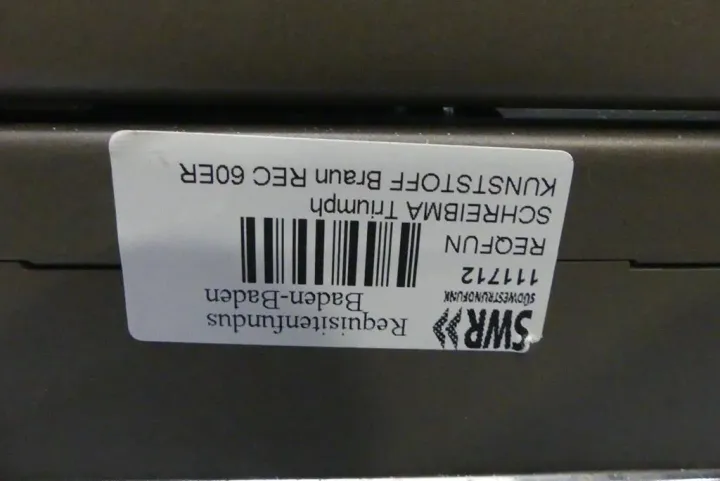 SWR» Requisitenfundus
SÜDWESTRUNDFUNK Baden-Baden
111712
REQFUN
SCHREIBMA Triumph
KUNSTSTOFF Braun REC 60ER